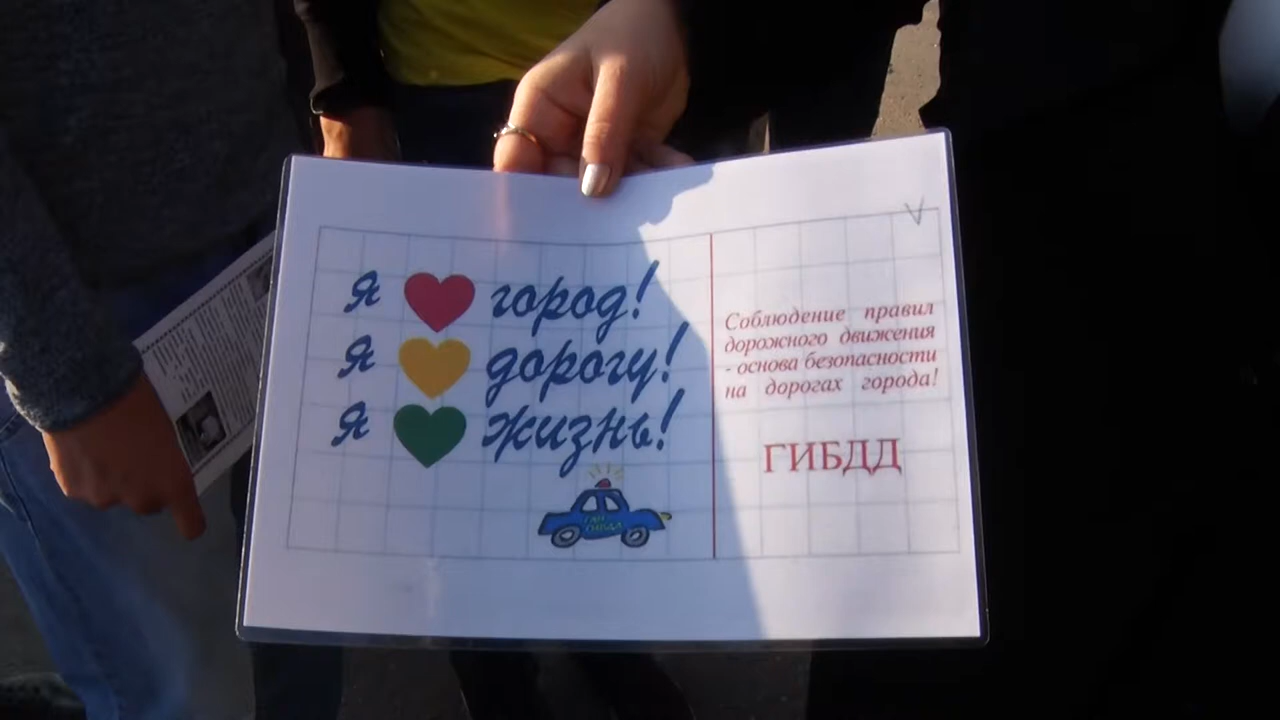 Я город!
Я дорогу!
Я жизнь!
Соблюдение правил
дорожного движения
- основа безопасности
на дорогах города!
ГИБДД